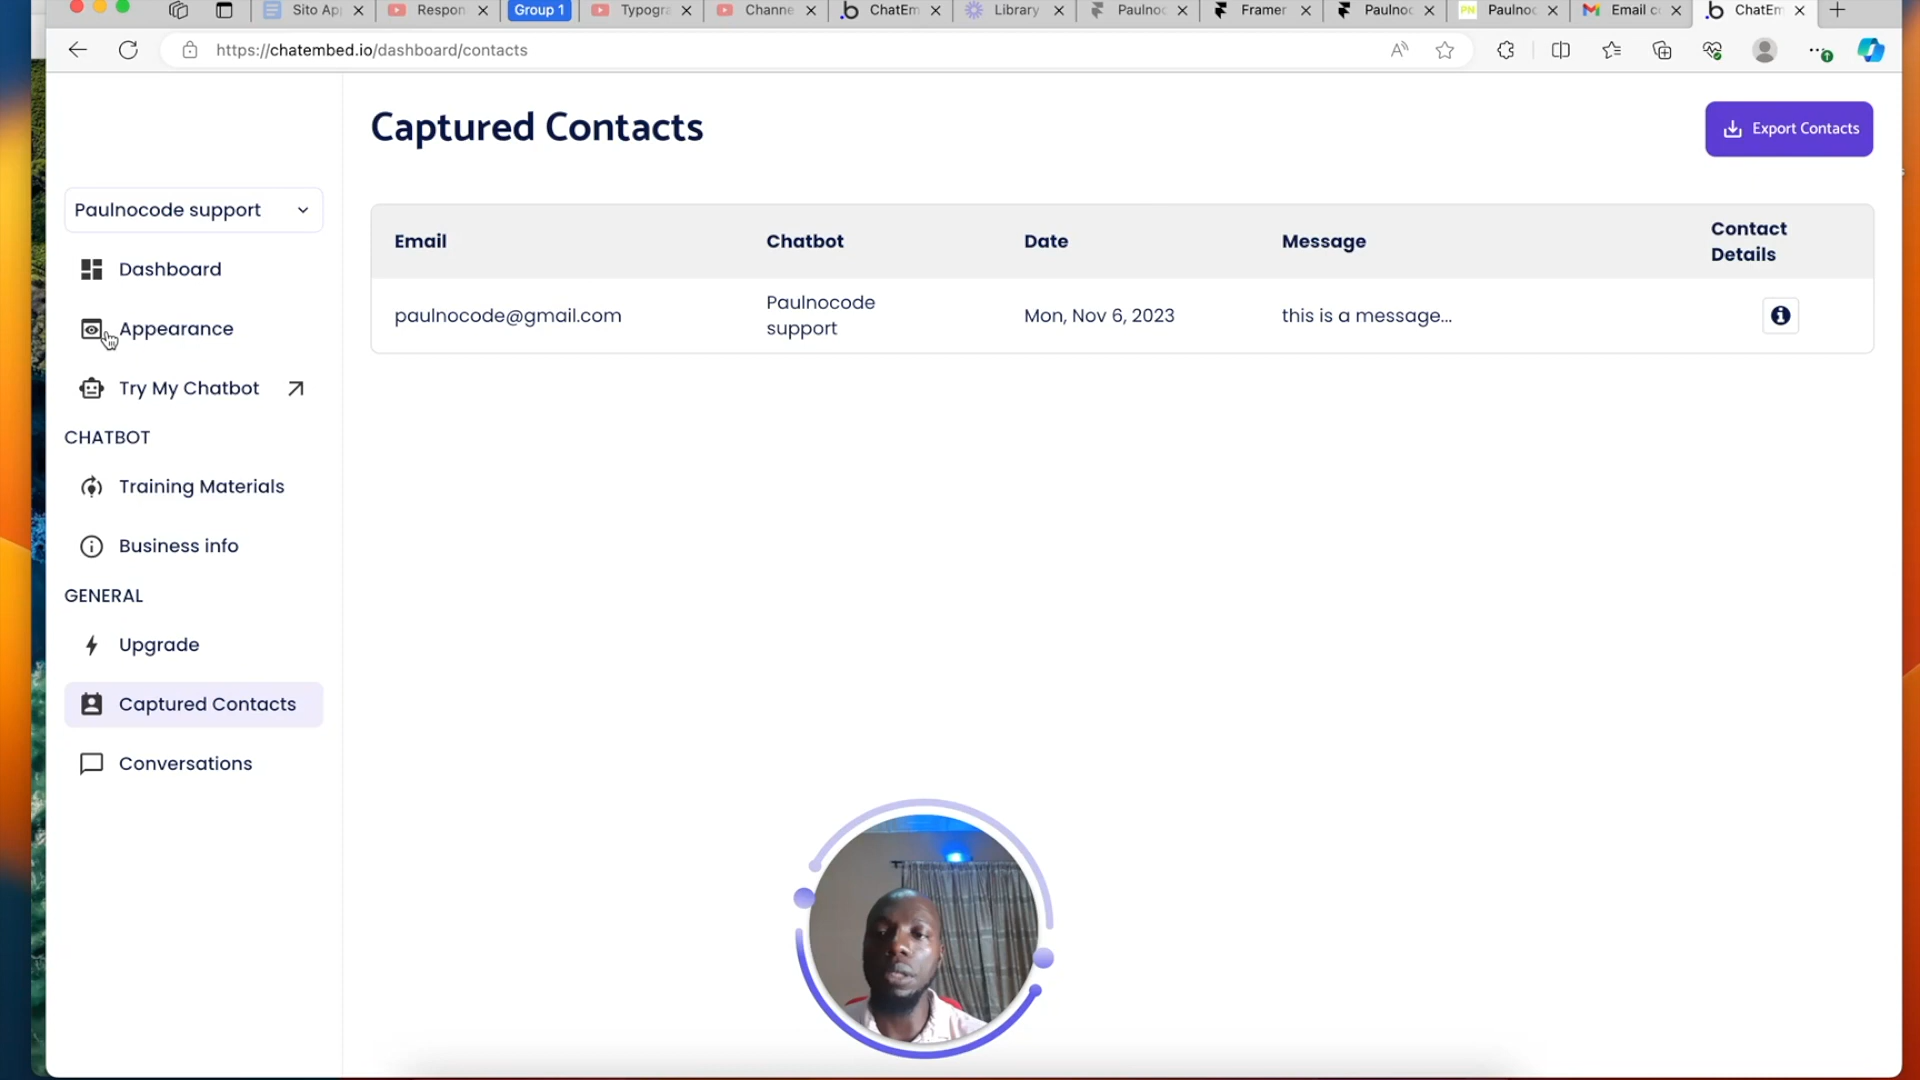 Sito Ap
Respon
Group 1
Typogra
Channe
ChatEm
Library
Paulnoc
Framer
Paulnoc
PN
Paulnoc
Email c
ChatEm
https://chatembed.io/dashboard/contacts
Captured Contacts
Export Contacts
Paulnocode support
Dashboard
Appearance
Try My Chatbot
CHATBOT
Training Materials
Business info
GENERAL
Upgrade
Captured Contacts
Conversations
Email
Chatbot
Date
Message
Contact
Details
paulnocode@gmail.com
Paulnocode
support
Mon, Nov 6, 2023
this is a message...